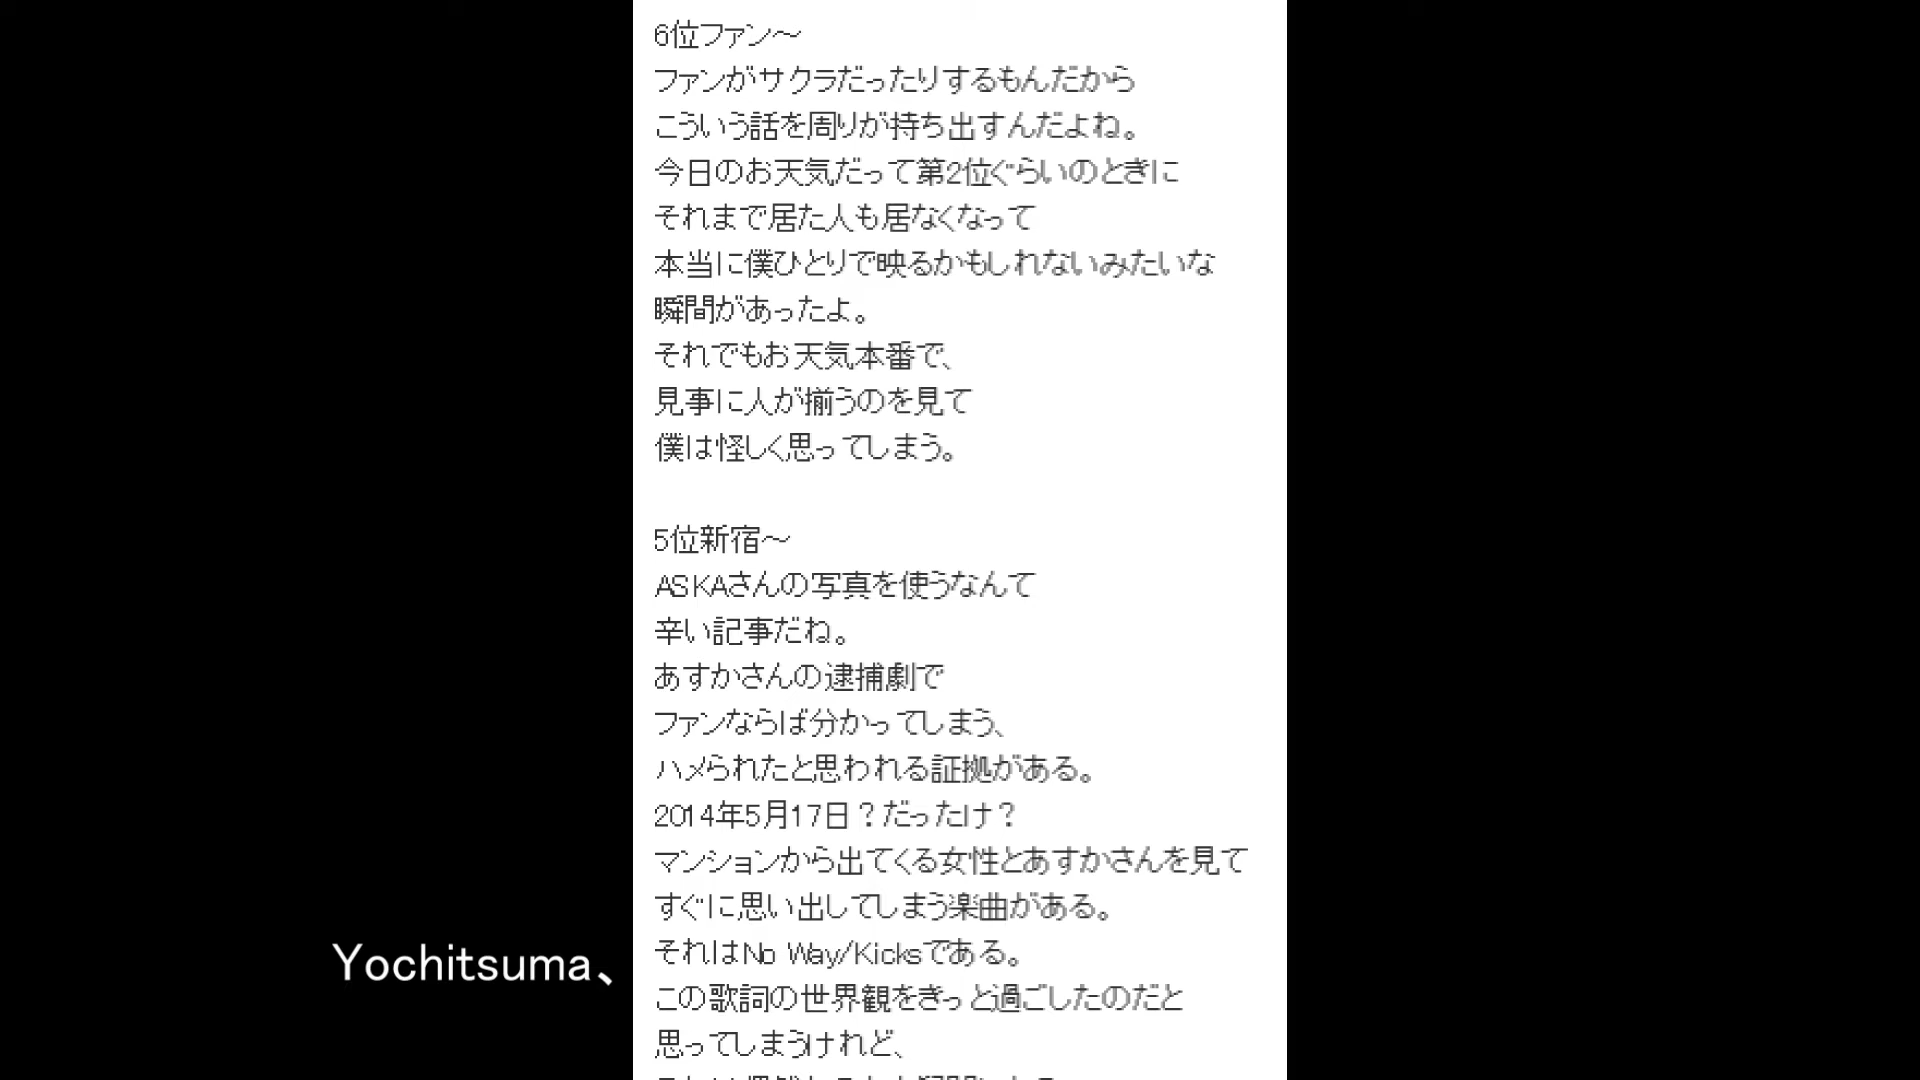 6位ファン～
ファンがサクラだったりするもんだから
こういう話を周りが持ち出すんだよね。
今日のお天気だって第2位ぐらいのときに
それまで居た人も居なくなって
本当に僕ひとりで映るかもしれないみたいな
瞬間があったよ。
それでもお天気本番で、
見事に人が揃うのを見て
僕は怪しく思ってしまう。
5位新宿～
ASKAさんの写真を使うなんて
辛い記事だね。
あすかさんの逮捕劇で
ファンならば分かってしまう、
ハメられたと思われる証拠がある。
2014年5月17日？だったけ？
マンションから出てくる女性とあすかさんを見て
すぐに思い出してしまう楽曲がある。
それはNo Way/Kicksである。
この歌詞の世界観をきっと過ごしたのだと
思ってしまうけれど、
Yochitsuma、